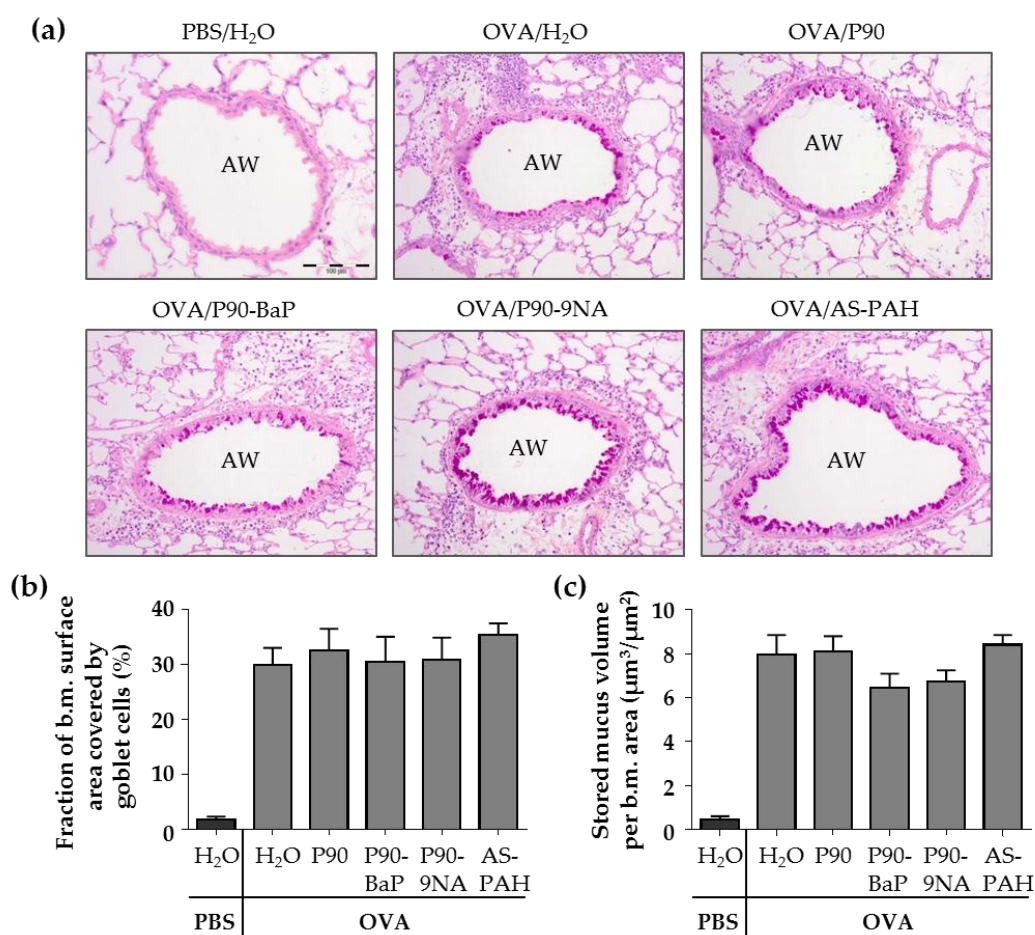 (a)
PBS/H₂O
OVA/H₂O
OVA/P90
AW
100 µm
AW
AW
OVA/P90-BaP
OVA/P90-9NA
OVA/AS-PAH
AW
AW
AW
(b)
Fraction of b.m. surface
area covered by
goblet cells (%)
40
30
20
10
0
H₂O
H₂O
P90
P90-
BaP
P90-
9NA
AS-
PAH
PBS
OVA
(c)
Stored mucus volume
per b.m. area (µm³/µm²)
10
8
6
4
2
0
H₂O
H₂O
P90
P90-
BaP
P90-
9NA
AS-
PAH
PBS
OVA